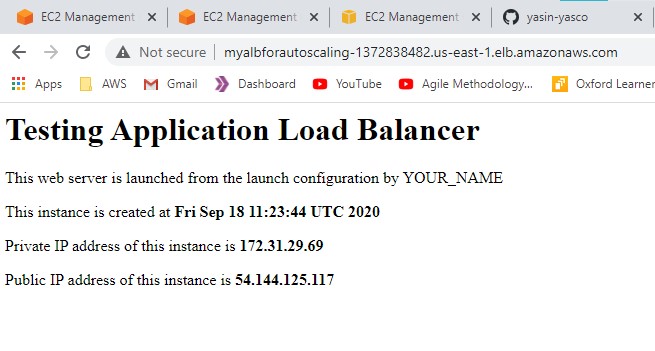 EC2 Management
EC2 Management
EC2 Management
yasin-yasco
Not secure | myalbforautoscaling-1372838482.us-east-1.elb.amazonaws.com
Apps AWS Gmail Dashboard YouTube Agile Methodology... Oxford Learner
Testing Application Load Balancer
This web server is launched from the launch configuration by YOUR_NAME
This instance is created at Fri Sep 18 11:23:44 UTC 2020
Private IP address of this instance is 172.31.29.69
Public IP address of this instance is 54.144.125.117